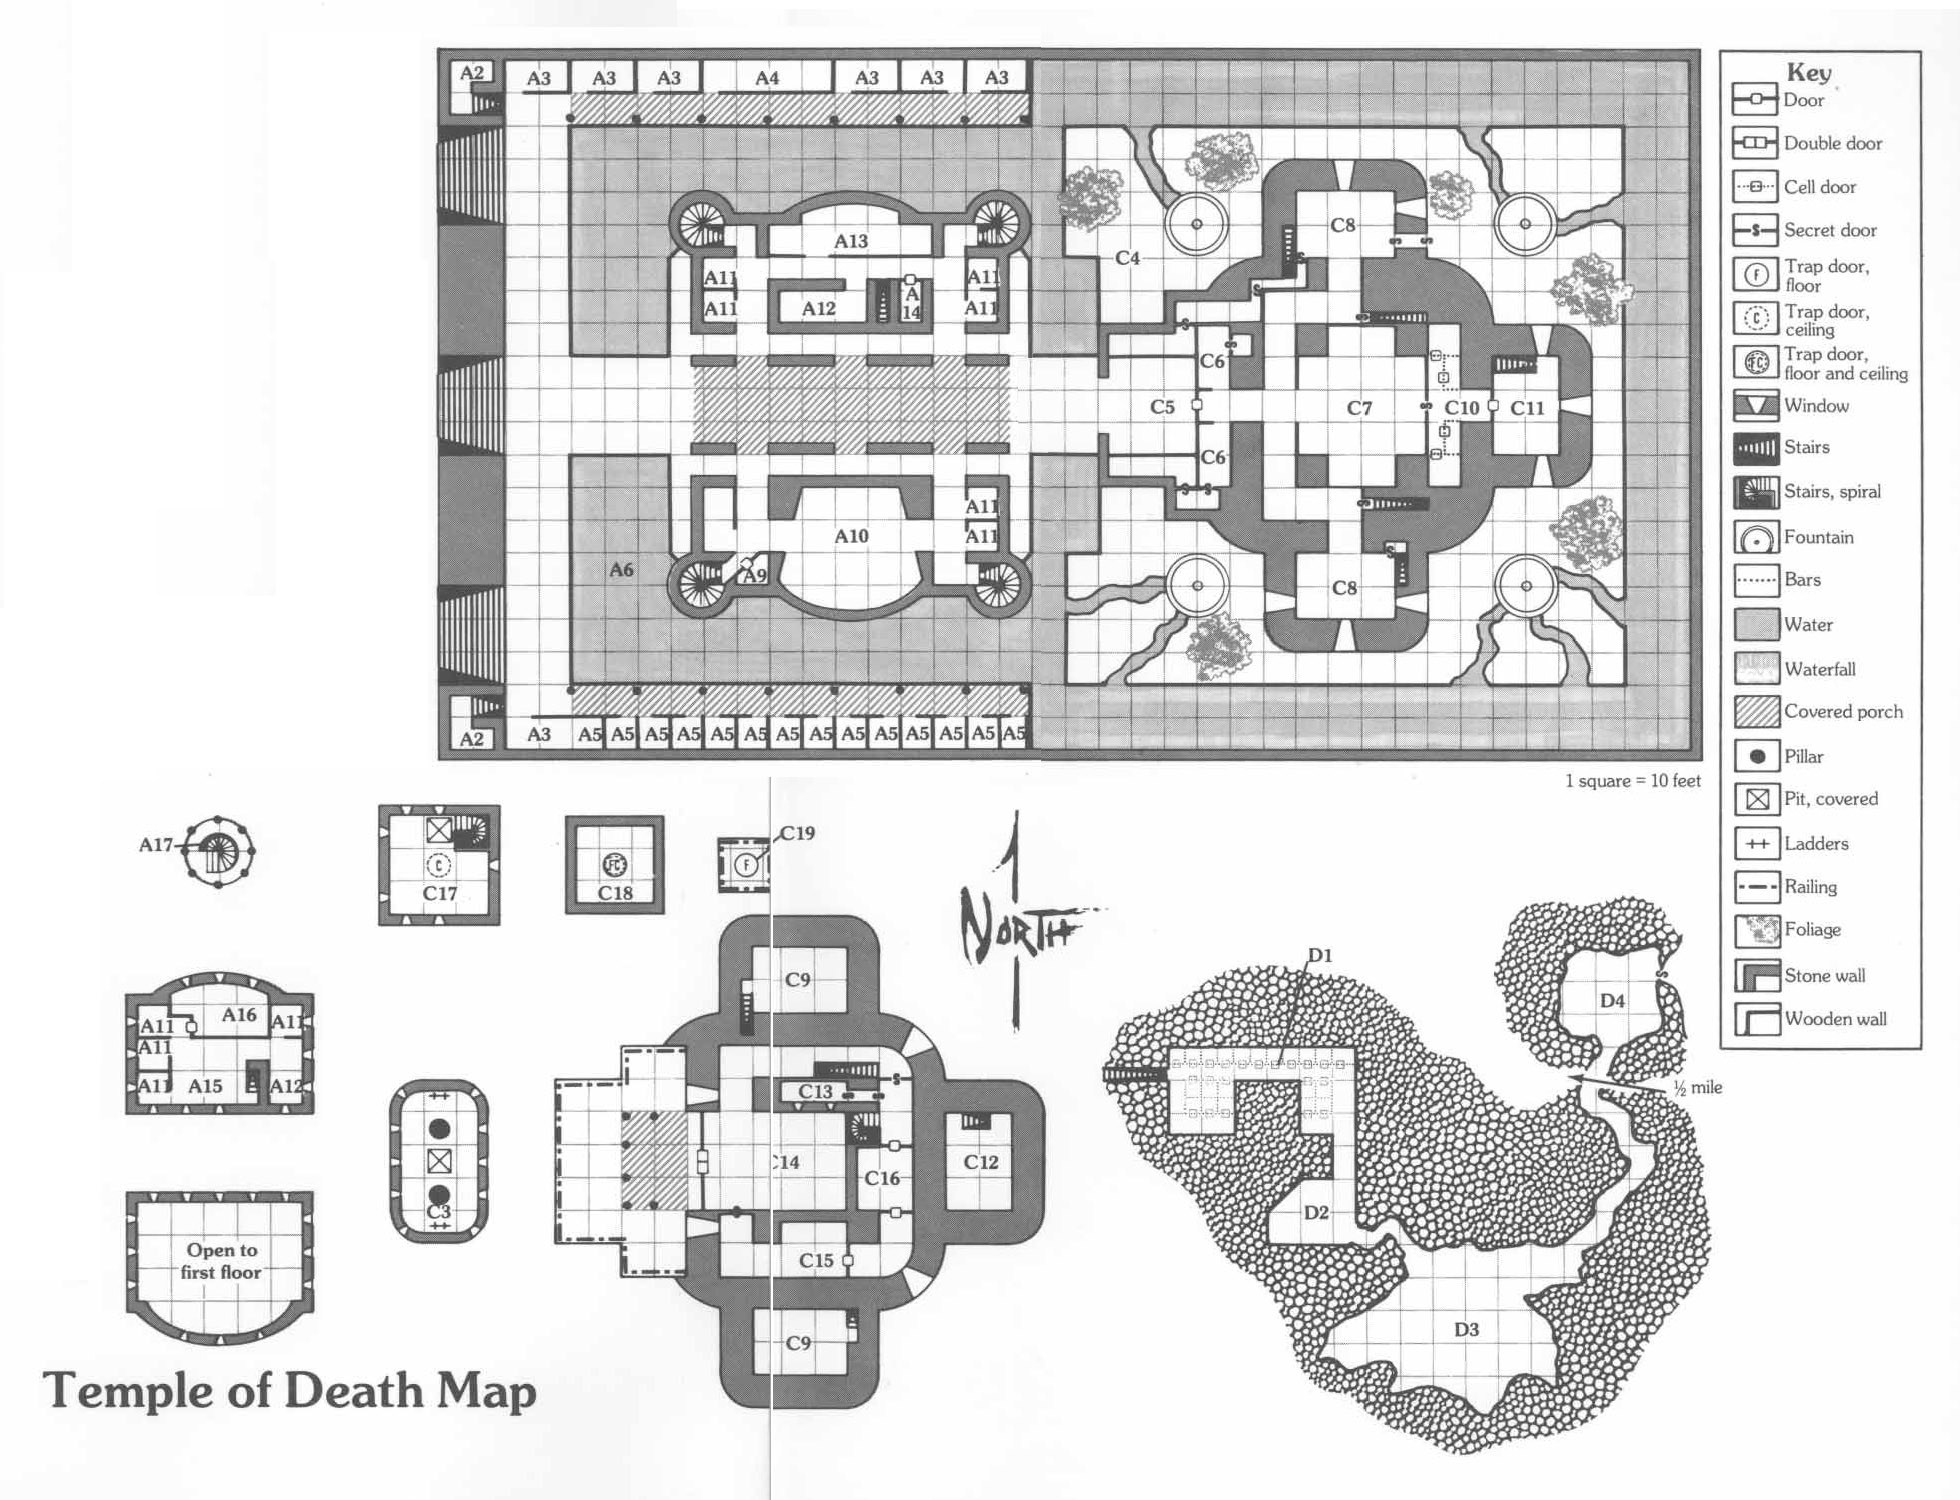 A2
A3
A3
A3
A4
A3
A3
A3
C4
C8
A13
A11
A11
A11
A11
A12
A
14
C6
C5
C7
C10
C11
C6
A11
A11
A10
A9
A6
C8
A2
A3
A5
A5
A5
A5
A5
A5
A5
A5
A5
A5
A5
A5
A5
A5
Key
Door
Double door
Cell door
S
Secret door
F
Trap door,
floor
C
Trap door,
ceiling
FC
Trap door,
floor and ceiling
Window
Stairs
Stairs, spiral
Fountain
Bars
Water
Waterfall
Covered porch
Pillar
Pit, covered
Ladders
Railing
Foliage
Stone wall
Wooden wall
1 square = 10 feet
A17
C
C17
FC
C18
F
C19
NORTH
A11
A16
A11
A11
A11
A15
A12
C3
Open to
first floor
C9
C13
C14
C16
C12
C15
C9
D1
D4
½ mile
D2
D3
Temple of Death Map